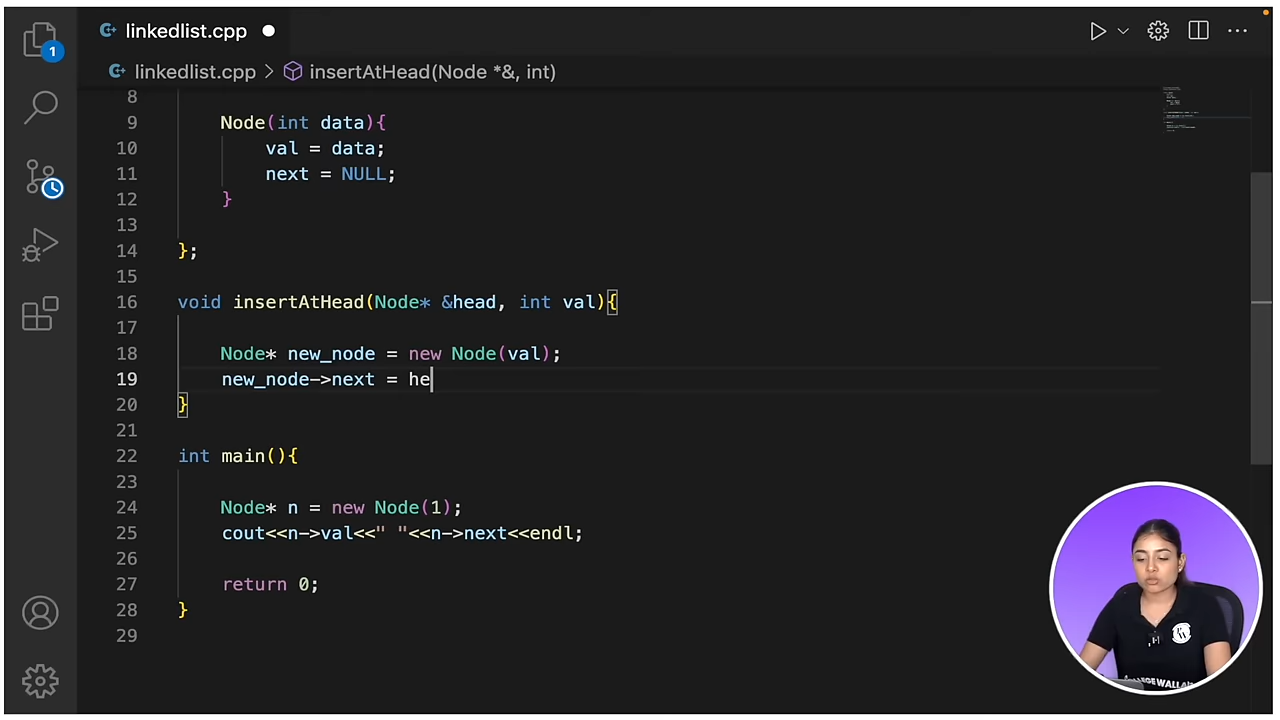 linkedlist.cpp
linkedlist.cpp > insertAtHead(Node *&, int)
1
8
9 Node(int data){
10 val = data;
11 next = NULL;
12 }
13
14 };
15
16 void insertAtHead(Node* &head, int val){
17
18 Node* new_node = new Node(val);
19 new_node->next = he
20 }
21
22 int main(){
23
24 Node* n = new Node(1);
25 cout<<n->val<<" "<<n->next<<endl;
26
27 return 0;
28 }
29